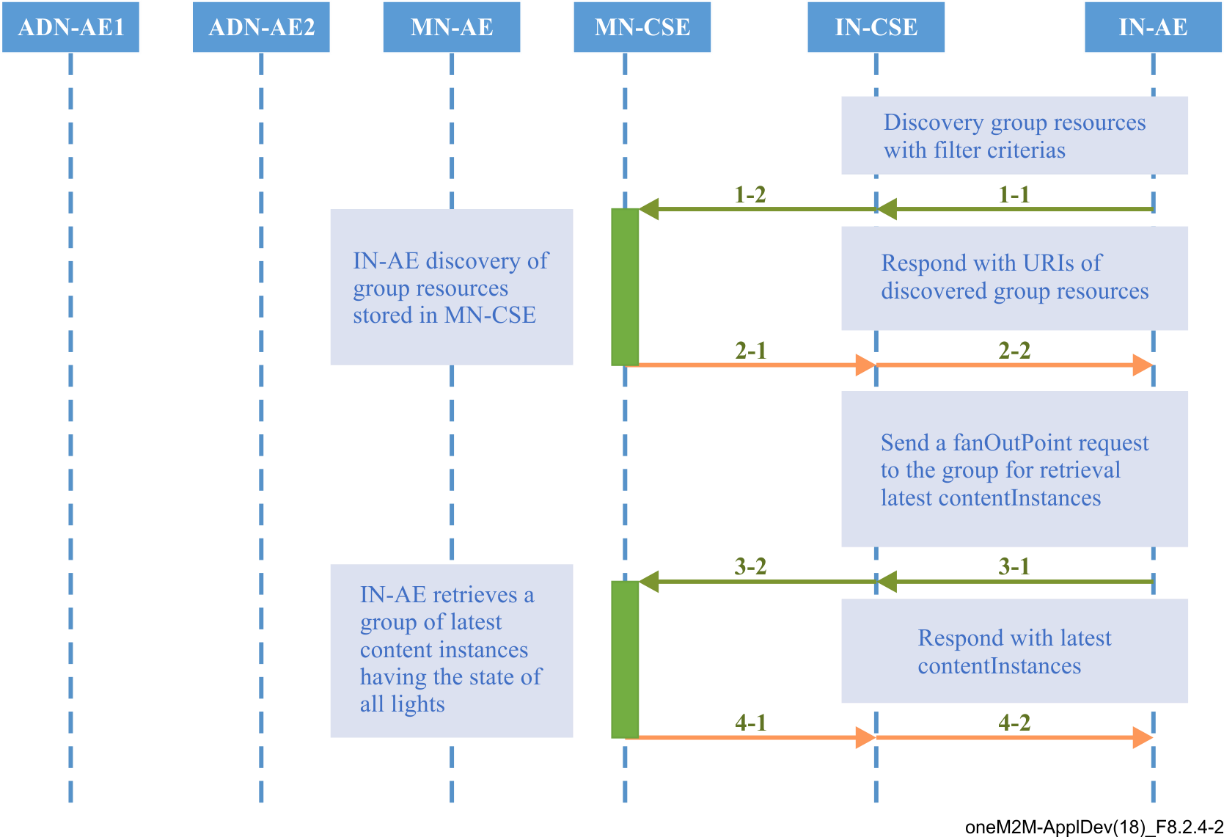 ADN-AE1
ADN-AE2
MN-AE
MN-CSE
IN-CSE
IN-AE
Discovery group resources
with filter criterias
1-2
1-1
IN-AE discovery of
group resources
stored in MN-CSE
Respond with URIs of
discovered group resources
2-1
2-2
Send a fanOutPoint request
to the group for retrieval
latest contentInstances
3-2
3-1
IN-AE retrieves a
group of latest
content instances
having the state of
all lights
Respond with latest
contentInstances
4-1
4-2
oneM2M-ApplDev(18)_F8.2.4-2